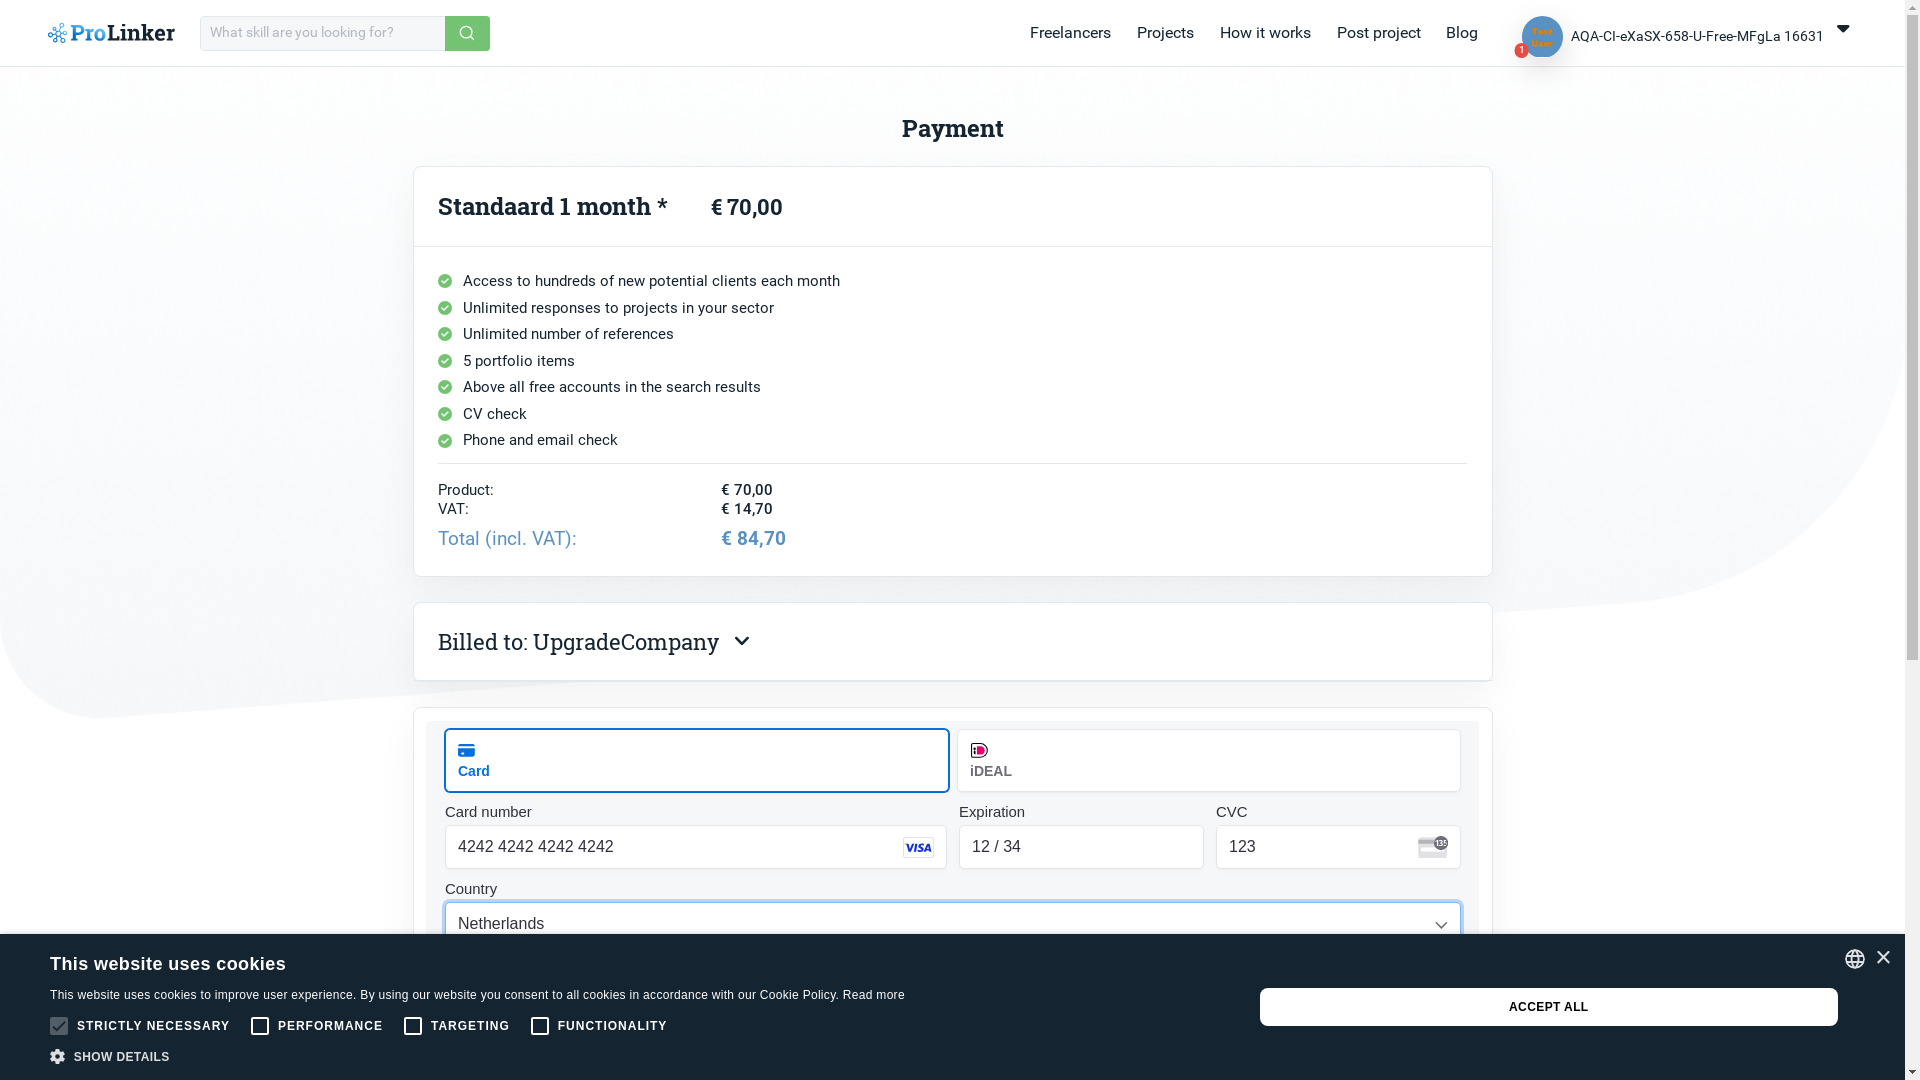 ProLinker
What skill are you looking for?
Freelancers
Projects
How it works
Post project
Blog
Test
User
1
AQA-CI-eXaSX-658-U-Free-MFgLa 16631
Payment
Standaard 1 month *
€ 70,00
Access to hundreds of new potential clients each month
Unlimited responses to projects in your sector
Unlimited number of references
5 portfolio items
Above all free accounts in the search results
CV check
Phone and email check
Product:
€ 70,00
VAT:
€ 14,70
Total (incl. VAT):
€ 84,70
Billed to: UpgradeCompany
Card
iDEAL
Card number
Expiration
CVC
4242 4242 4242 4242
VISA
12 / 34
123
135
Country
Netherlands
This website uses cookies
This website uses cookies to improve user experience. By using our website you consent to all cookies in accordance with our Cookie Policy. Read more
STRICTLY NECESSARY
PERFORMANCE
TARGETING
FUNCTIONALITY
SHOW DETAILS
ACCEPT ALL